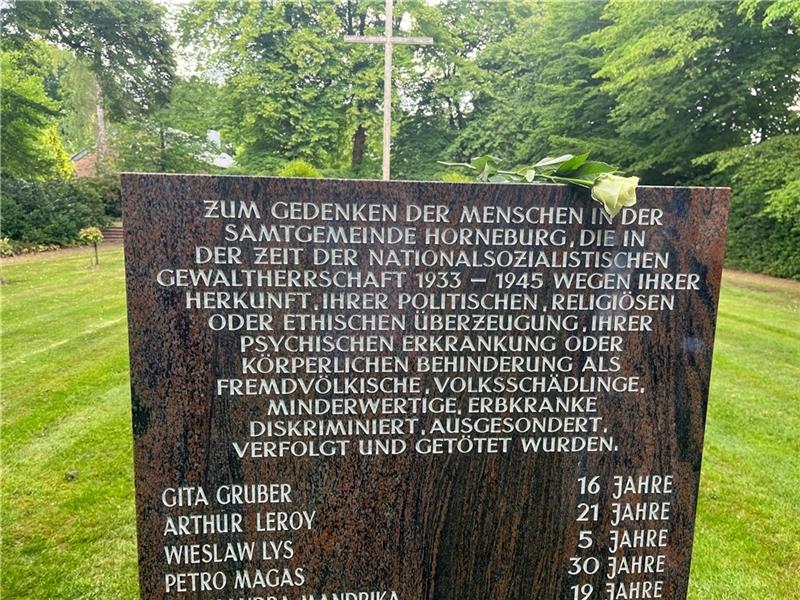 ZUM GEDENKEN DER MENSCHEN IN DER
SAMTGEMEINDE HORNEBURG, DIE IN
DER ZEIT DER NATIONALSOZIALISTISCHEN
GEWALTHERRSCHAFT 1933 – 1945 WEGEN IHRER
HERKUNFT, IHRER POLITISCHEN, RELIGIÖSEN
ODER ETHISCHEN ÜBERZEUGUNG, IHRER
PSYCHISCHEN ERKRANKUNG ODER
KÖRPERLICHEN BEHINDERUNG ALS
FREMDVÖLKISCHE, VOLKSSCHÄDLINGE,
MINDERWERTIGE, ERBKRANKE
DISKRIMINIERT, AUSGESONDERT,
VERFOLGT UND GETÖTET WURDEN.
GITA GRUBER 16 JAHRE
ARTHUR LEROY 21 JAHRE
WIESLAW LYS 5 JAHRE
PETRO MAGAS 30 JAHRE
MANDRIKA 19 JAHRE